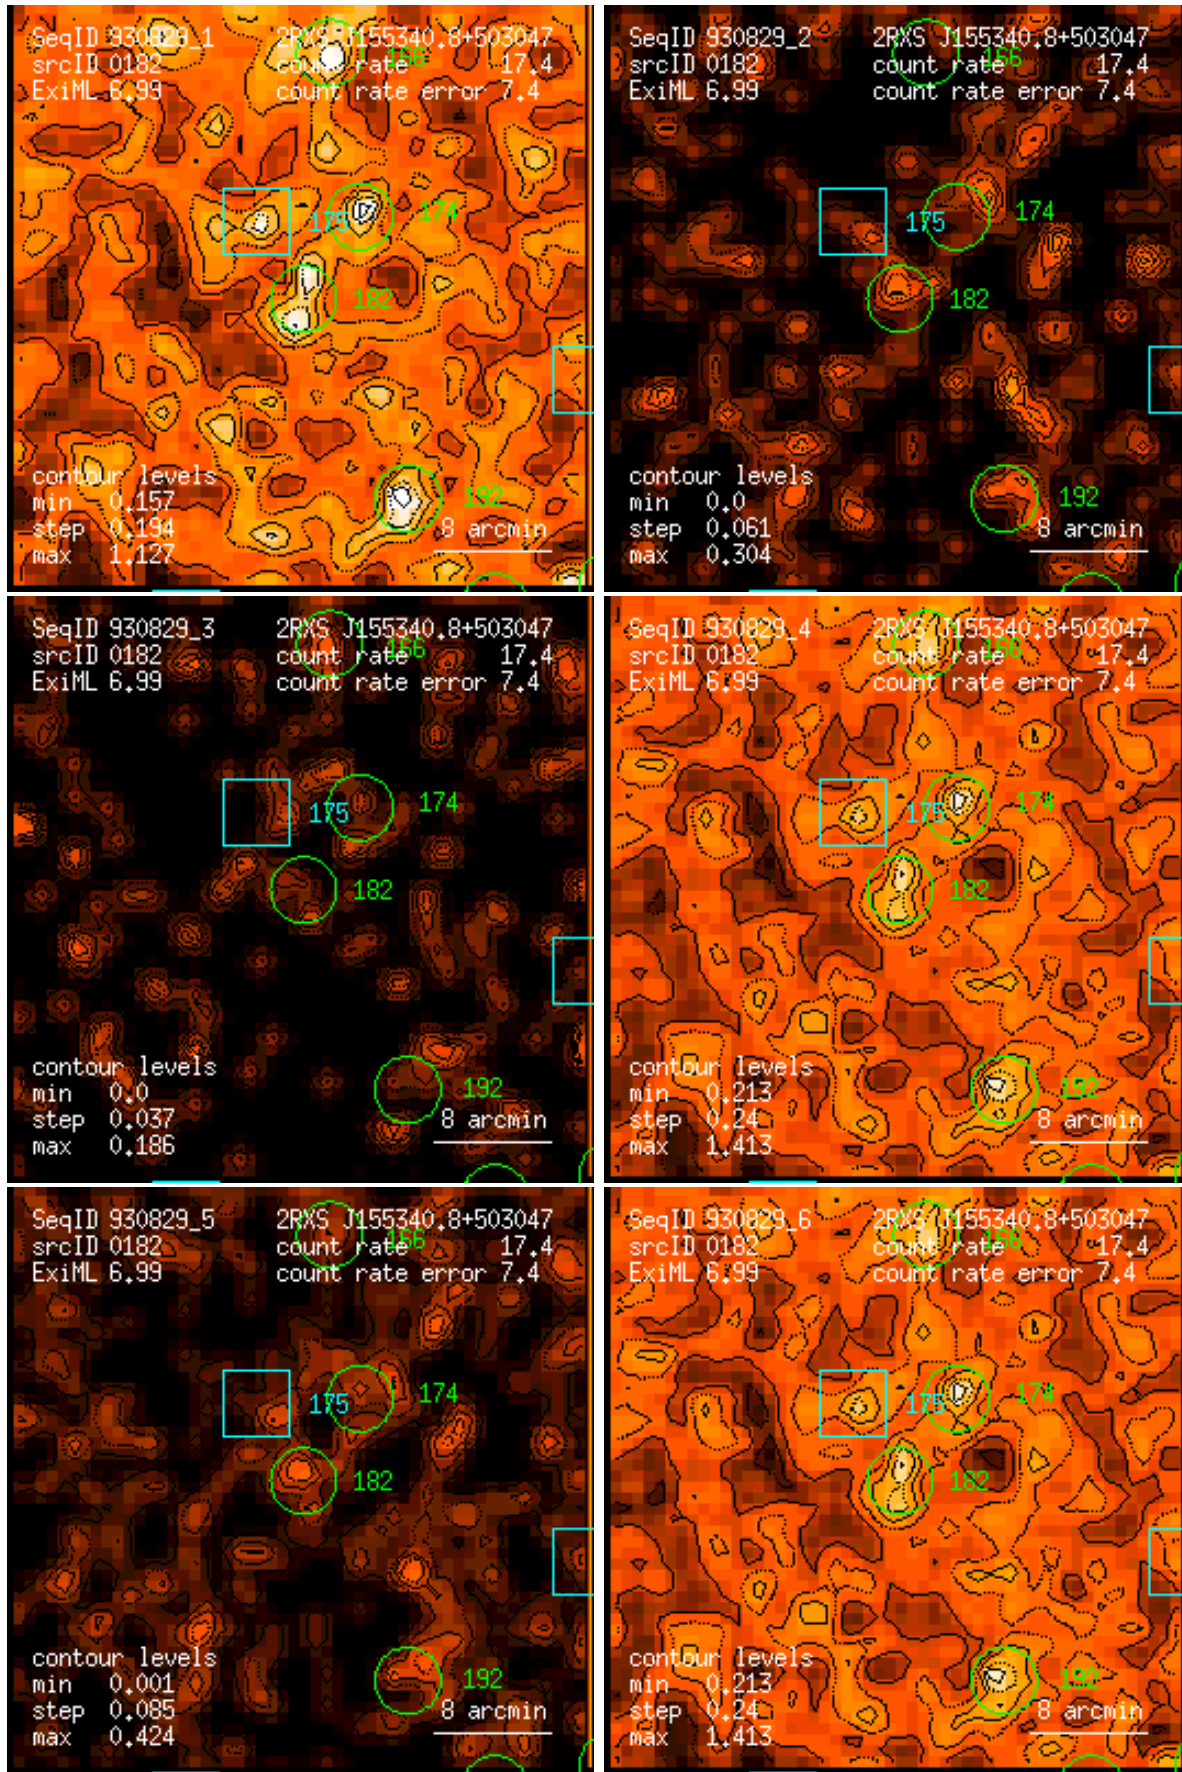 SeqID 930829_1 2RXS J155340.8+503047
srcID 0182 count rate 17.4
166
ExiML 6.99 count rate error 7.4
174
175
182
contour levels
min 0.157
192
step 0.194
8 arcmin
max 1.127
SeqID 930829_2 2RXS J155340.8+503047
srcID 0182 count rate 17.4
166
ExiML 6.99 count rate error 7.4
174
175
182
contour levels
min 0.0
192
step 0.061
8 arcmin
max 0.304
SeqID 930829_3 2RXS J155340.8+503047
srcID 0182 count rate 17.4
166
ExiML 6.99 count rate error 7.4
174
175
182
contour levels
min 0.0
192
step 0.037
8 arcmin
max 0.186
SeqID 930829_4 2RXS J155340.8+503047
srcID 0182 count rate 17.4
166
ExiML 6.99 count rate error 7.4
174
175
182
contour levels
min 0.213
192
step 0.24
8 arcmin
max 1.413
SeqID 930829_5 2RXS J155340.8+503047
srcID 0182 count rate 17.4
166
ExiML 6.99 count rate error 7.4
174
175
182
contour levels
min 0.001
192
step 0.085
8 arcmin
max 0.424
SeqID 930829_6 2RXS J155340.8+503047
srcID 0182 count rate 17.4
166
ExiML 6.99 count rate error 7.4
174
175
182
contour levels
min 0.213
192
step 0.24
8 arcmin
max 1.413